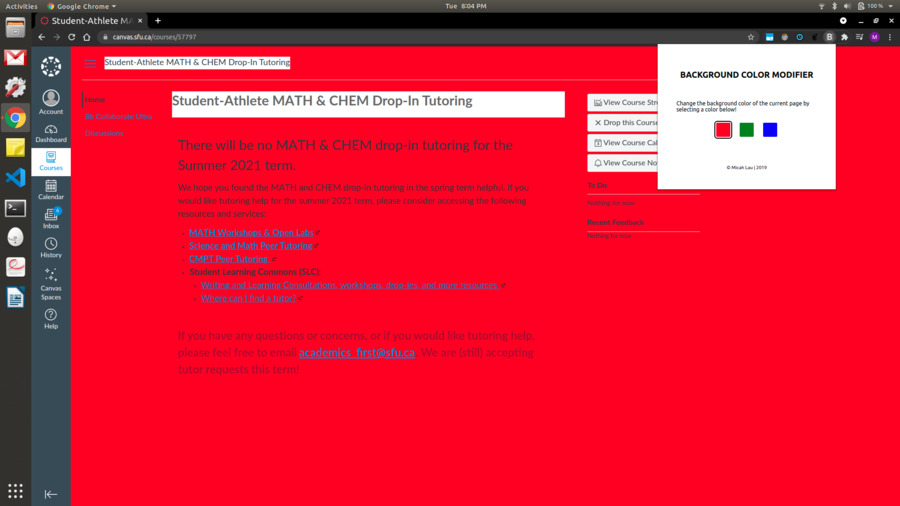 Activities
Google Chrome
Tue 8:04 PM
100 %
Student-Athlete MA
canvas.sfu.ca/courses/57797
B
M
Student-Athlete MATH & CHEM Drop-In Tutoring
Account
Dashboard
Courses
Calendar
4
Inbox
History
Canvas
Spaces
Help
Home
Bb Collaborate Ultra
Discussions
Student-Athlete MATH & CHEM Drop-In Tutoring
There will be no MATH & CHEM drop-in tutoring for the
Summer 2021 term.
We hope you found the MATH and CHEM drop-in tutoring in the spring term helpful. If you
would like tutoring help for the summer 2021 term, please consider accessing the following
resources and services:
MATH Workshops & Open Labs
Science and Math Peer Tutoring
CMPT Peer Tutoring
Student Learning Commons (SLC)
Writing and Learning Consultations, workshops, drop-ins, and more resources
Where can I find a tutor?
If you have any questions or concerns, or if you would like tutoring help,
please feel free to email academics_first@sfu.ca. We are (still) accepting
tutor requests this term!
View Course Stre
Drop this Course
View Course Cal
View Course No
To Do
Nothing for now
Recent Feedback
Nothing for now
BACKGROUND COLOR MODIFIER
Change the background color of the current page by
selecting a color below!
© Micah Lau | 2019